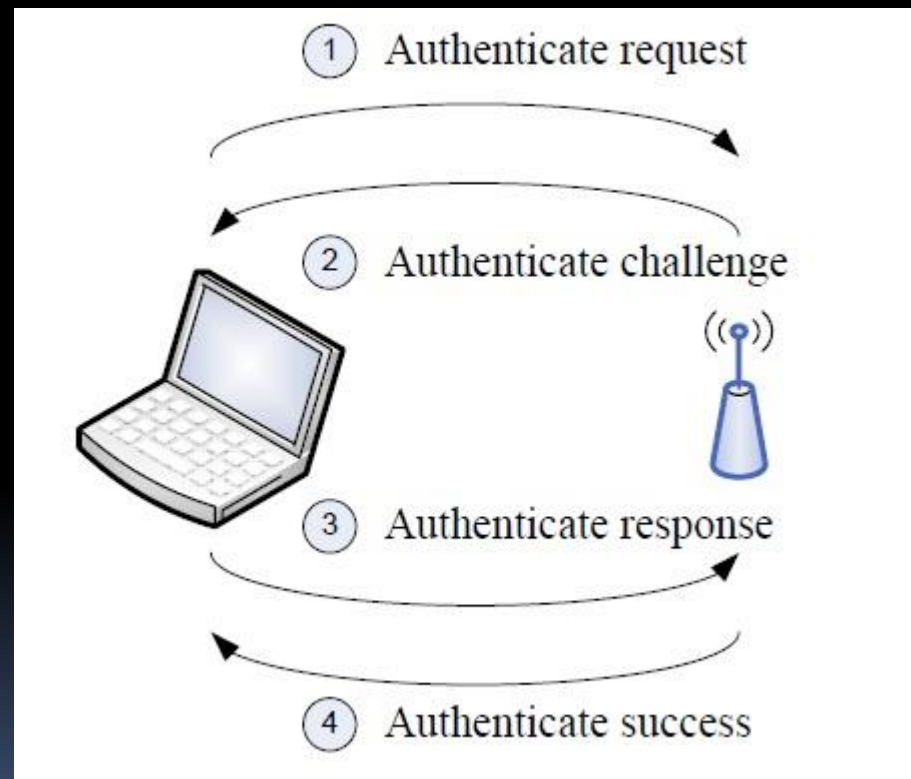 1 Authenticate request
2 Authenticate challenge
3 Authenticate response
4 Authenticate success